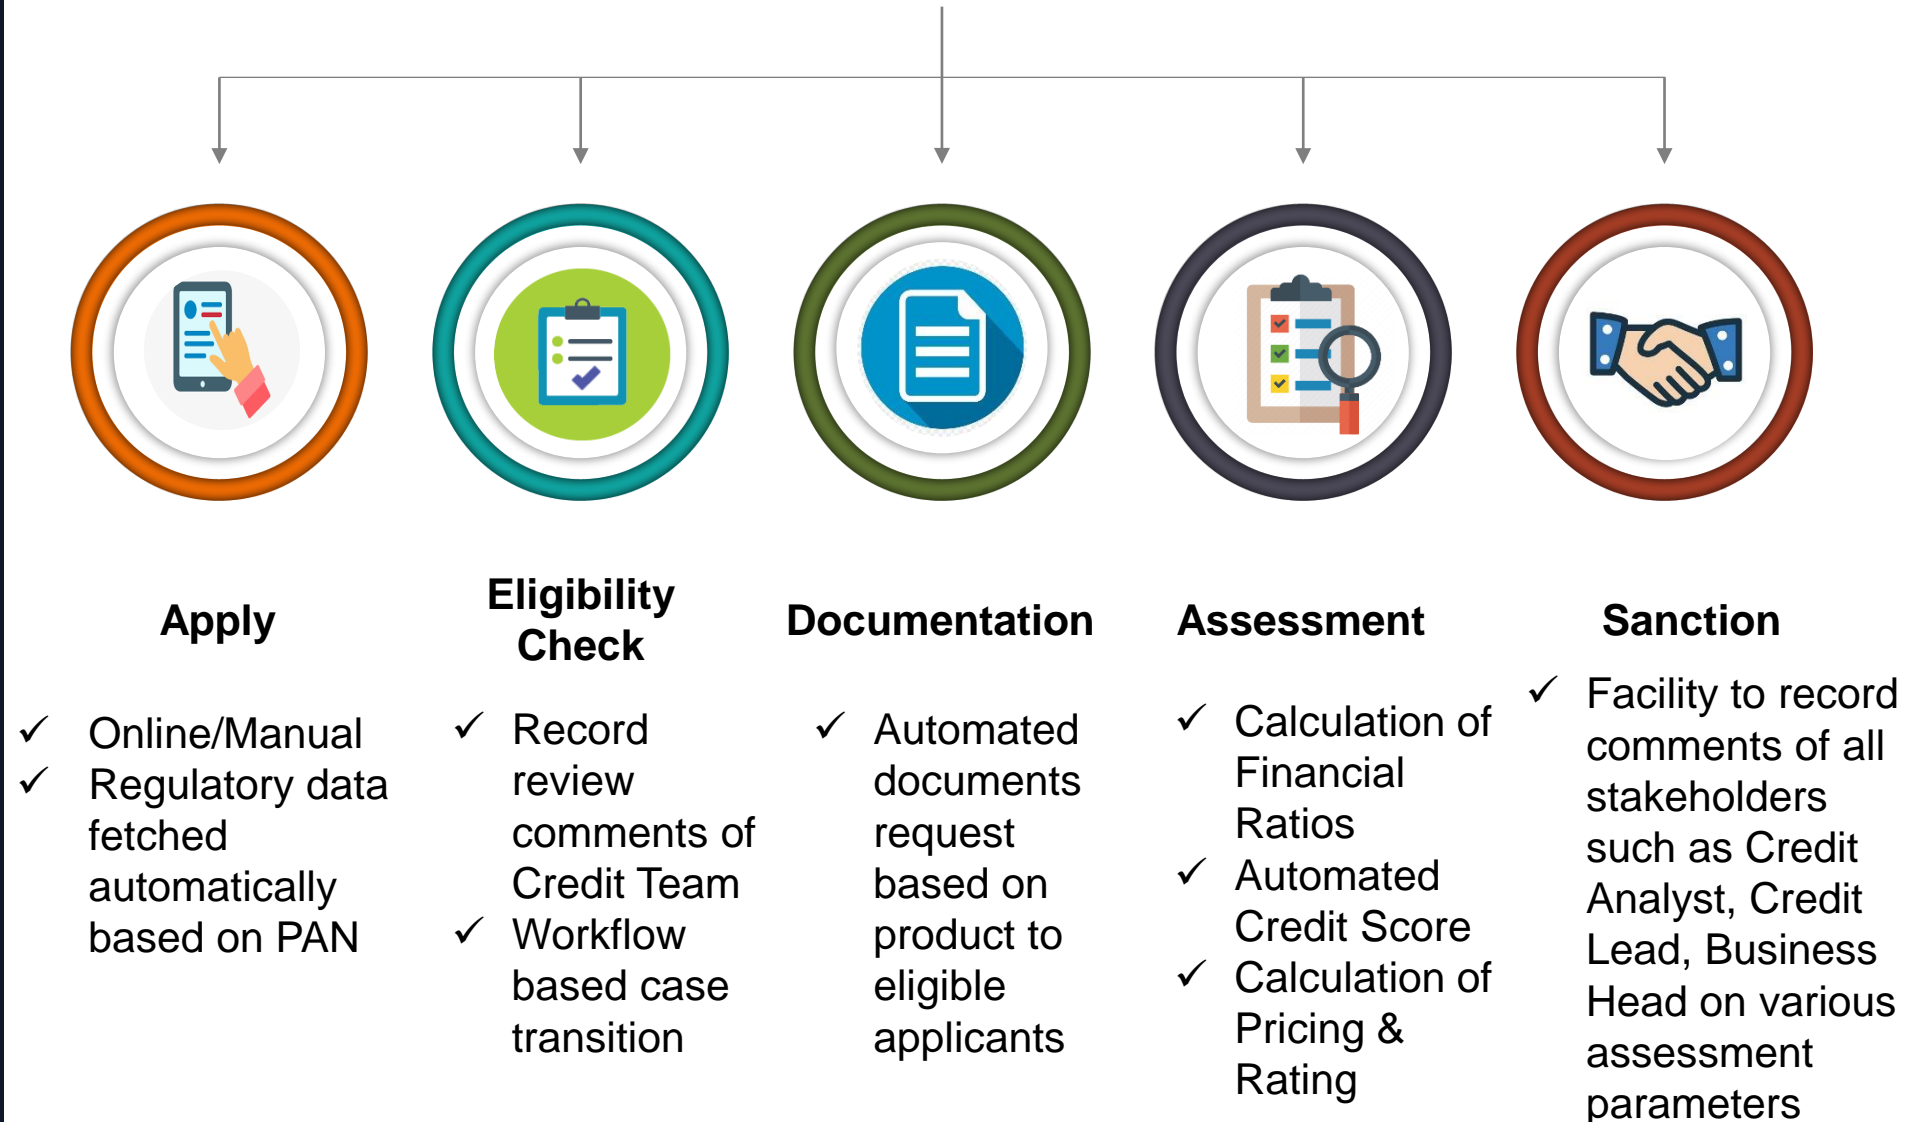 Apply
Online/Manual
Regulatory data
fetched
automatically
based on PAN
Eligibility
Check
Record
review
comments of
Credit Team
Workflow
based case
transition
Documentation
Automated
documents
request
based on
product to
eligible
applicants
Assessment
Calculation of
Financial
Ratios
Automated
Credit Score
Calculation of
Pricing &
Rating
Sanction
Facility to record
comments of all
stakeholders
such as Credit
Analyst, Credit
Lead, Business
Head on various
assessment
parameters